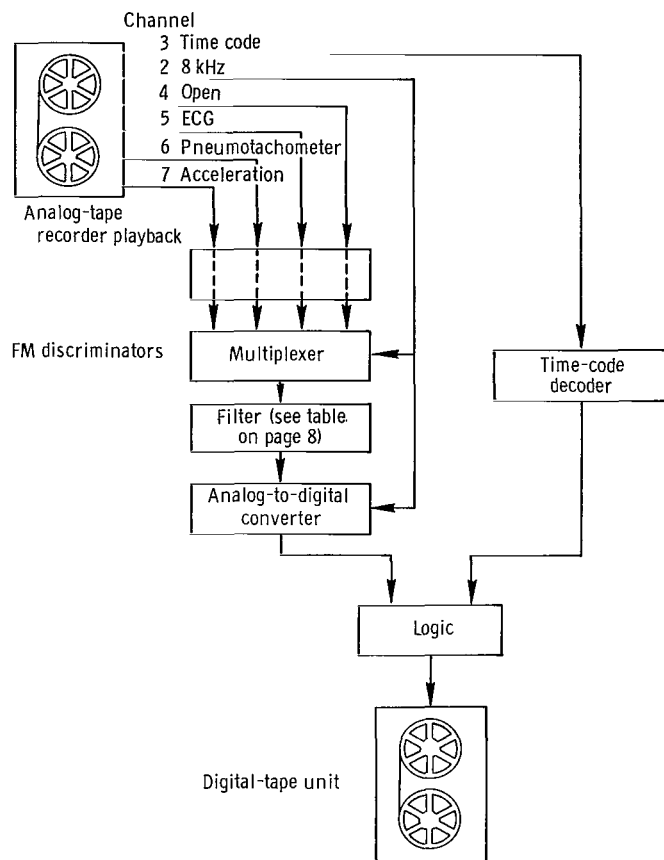 Channel
3 Time code
2 8 kHz
4 Open
5 ECG
6 Pneumotachometer
7 Acceleration
Analog-tape
recorder playback
FM discriminators
Multiplexer
Time-code
decoder
Filter (see table
on page 8)
Analog-to-digital
converter
Logic
Digital-tape unit